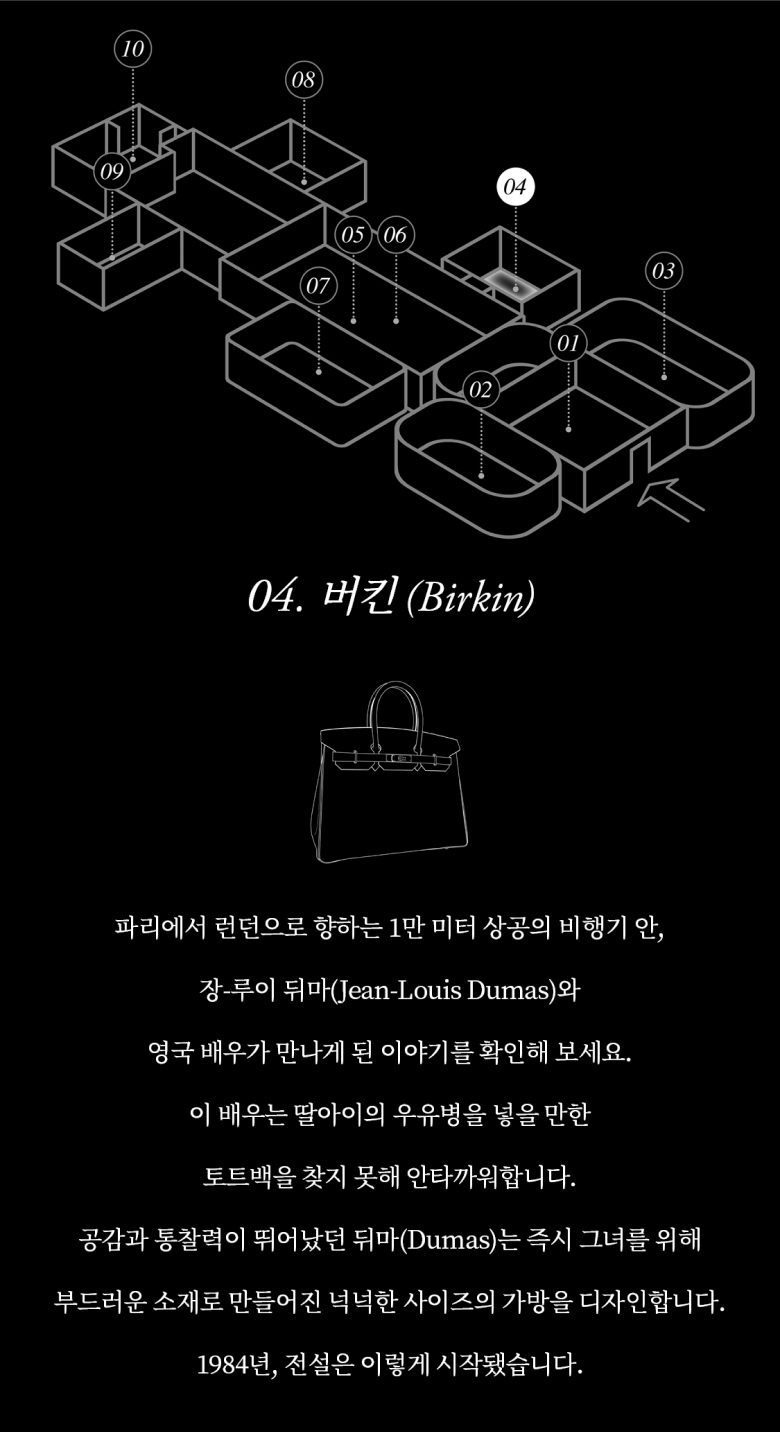 10
08
09
04
05
06
03
07
01
02
04. 버킨 (Birkin)
파리에서 런던으로 향하는 1만 미터 상공의 비행기 안,
장-루이 뒤마(Jean-Louis Dumas)와
영국 배우가 만나게 된 이야기를 확인해 보세요.
이 배우는 딸아이의 우유병을 넣을 만한
토트백을 찾지 못해 안타까워합니다.
공감과 통찰력이 뛰어났던 뒤마(Dumas)는 즉시 그녀를 위해
부드러운 소재로 만들어진 넉넉한 사이즈의 가방을 디자인합니다.
1984년, 전설은 이렇게 시작됐습니다.